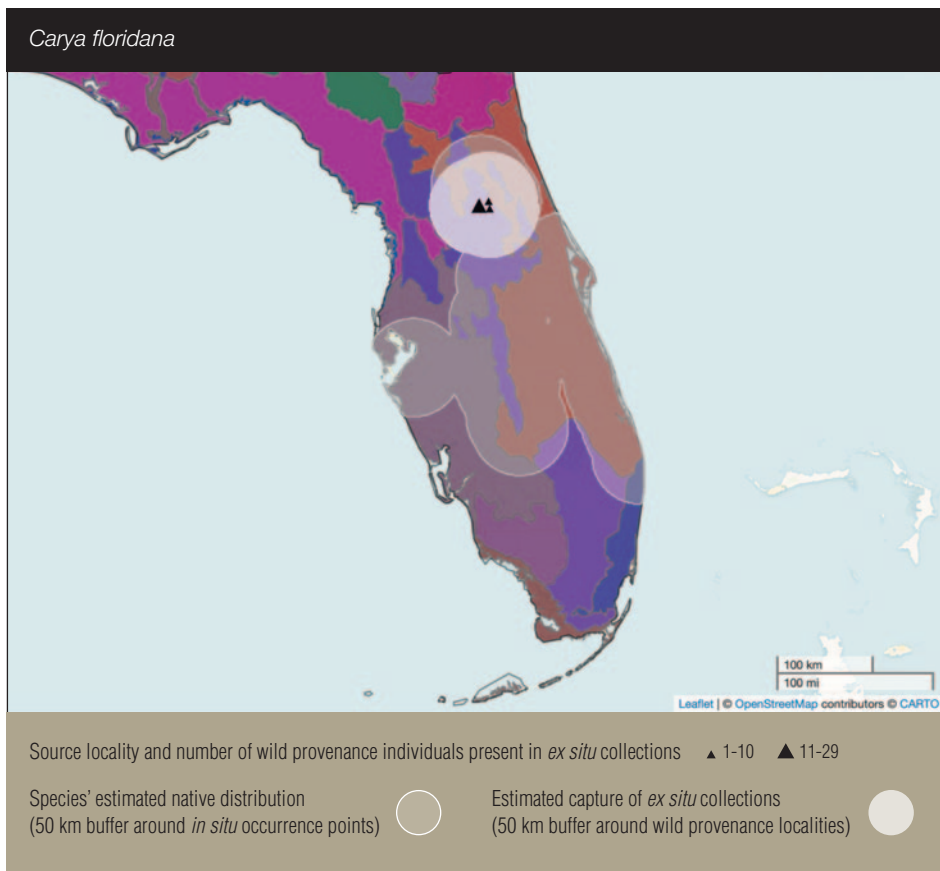 Carya floridana
100 km
100 mi
Leaflet | © OpenStreetMap contributors © CARTO
Source locality and number of wild provenance individuals present in ex situ collections ▲ 1-10 ▲ 11-29
Species’ estimated native distribution
(50 km buffer around in situ occurrence points)
Estimated capture of ex situ collections
(50 km buffer around wild provenance localities)